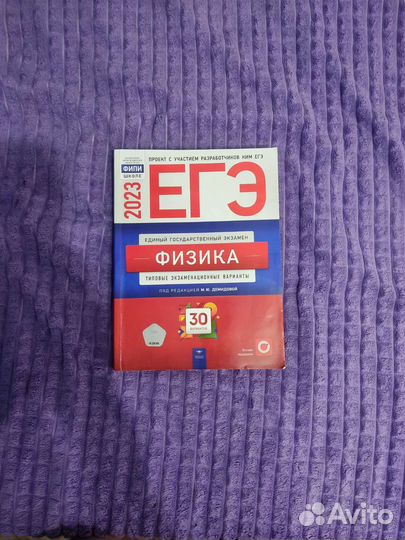 ПРОЕКТ С УЧАСТИЕМ РАЗРАБОТЧИКОВ КИМ ЕГЭ
ФИПИ
ШКОЛЕ
2023
ЕГЭ
ЕДИНЫЙ ГОСУДАРСТВЕННЫЙ ЭКЗАМЕН
ФИЗИКА
ТИПОВЫЕ ЭКЗАМЕНАЦИОННЫЕ ВАРИАНТЫ
ПОД РЕДАКЦИЕЙ М.Ю. ДЕМИДОВОЙ
30
ВАРИАНТОВ
Avito